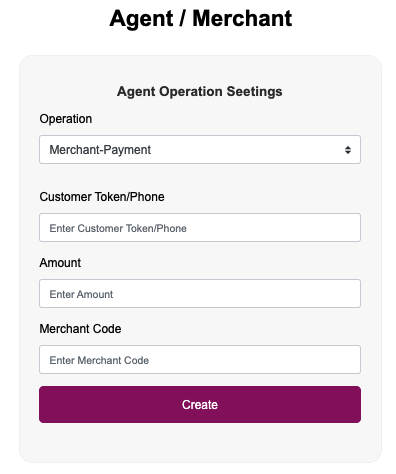 Agent / Merchant
Agent Operation Seetings
Operation
Merchant-Payment
Customer Token/Phone
Enter Customer Token/Phone
Amount
Enter Amount
Merchant Code
Enter Merchant Code
Create